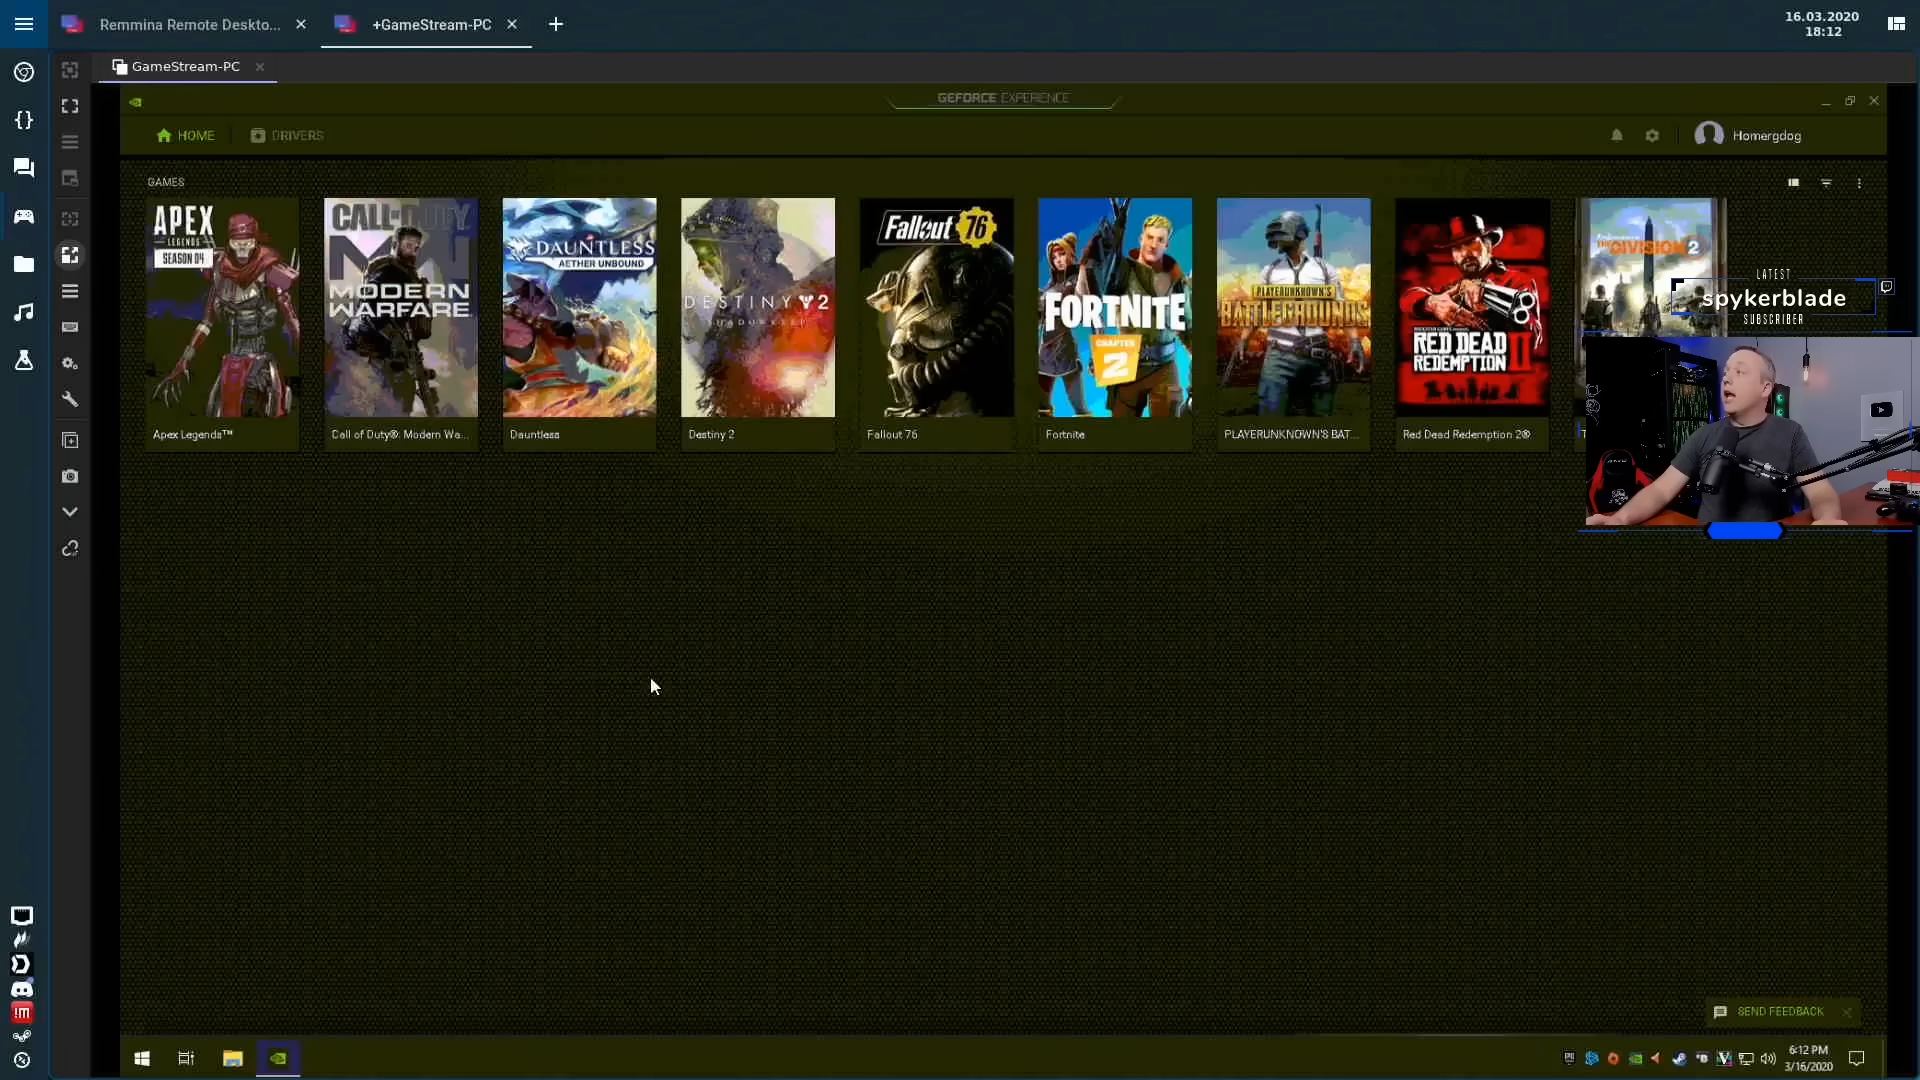 Remmina Remote Deskto...
+GameStream-PC
16.03.2020
18:12
GameStream-PC
GEFORCE EXPERIENCE
HOME
DRIVERS
Homergdog
GAMES
APEX
LEGENDS
SEASON 04
CALL OF DUTY
MODERN
WARFARE
DAUNTLESS
AETHER UNBOUND
DESTINY 2
SHADOWKEEP
Fallout 76
FORTNITE
CHAPTER
2
PLAYERUNKNOWN'S
BATTLEGROUNDS
RED DEAD
REDEMPTION II
THE DIVISION 2
LATEST
spykerblade
SUBSCRIBER
Apex Legends™
Call of Duty®: Modern Wa...
Dauntless
Destiny 2
Fallout 76
Fortnite
PLAYERUNKNOWN'S BAT...
Red Dead Redemption 2®
SEND FEEDBACK
6:12 PM
3/16/2020